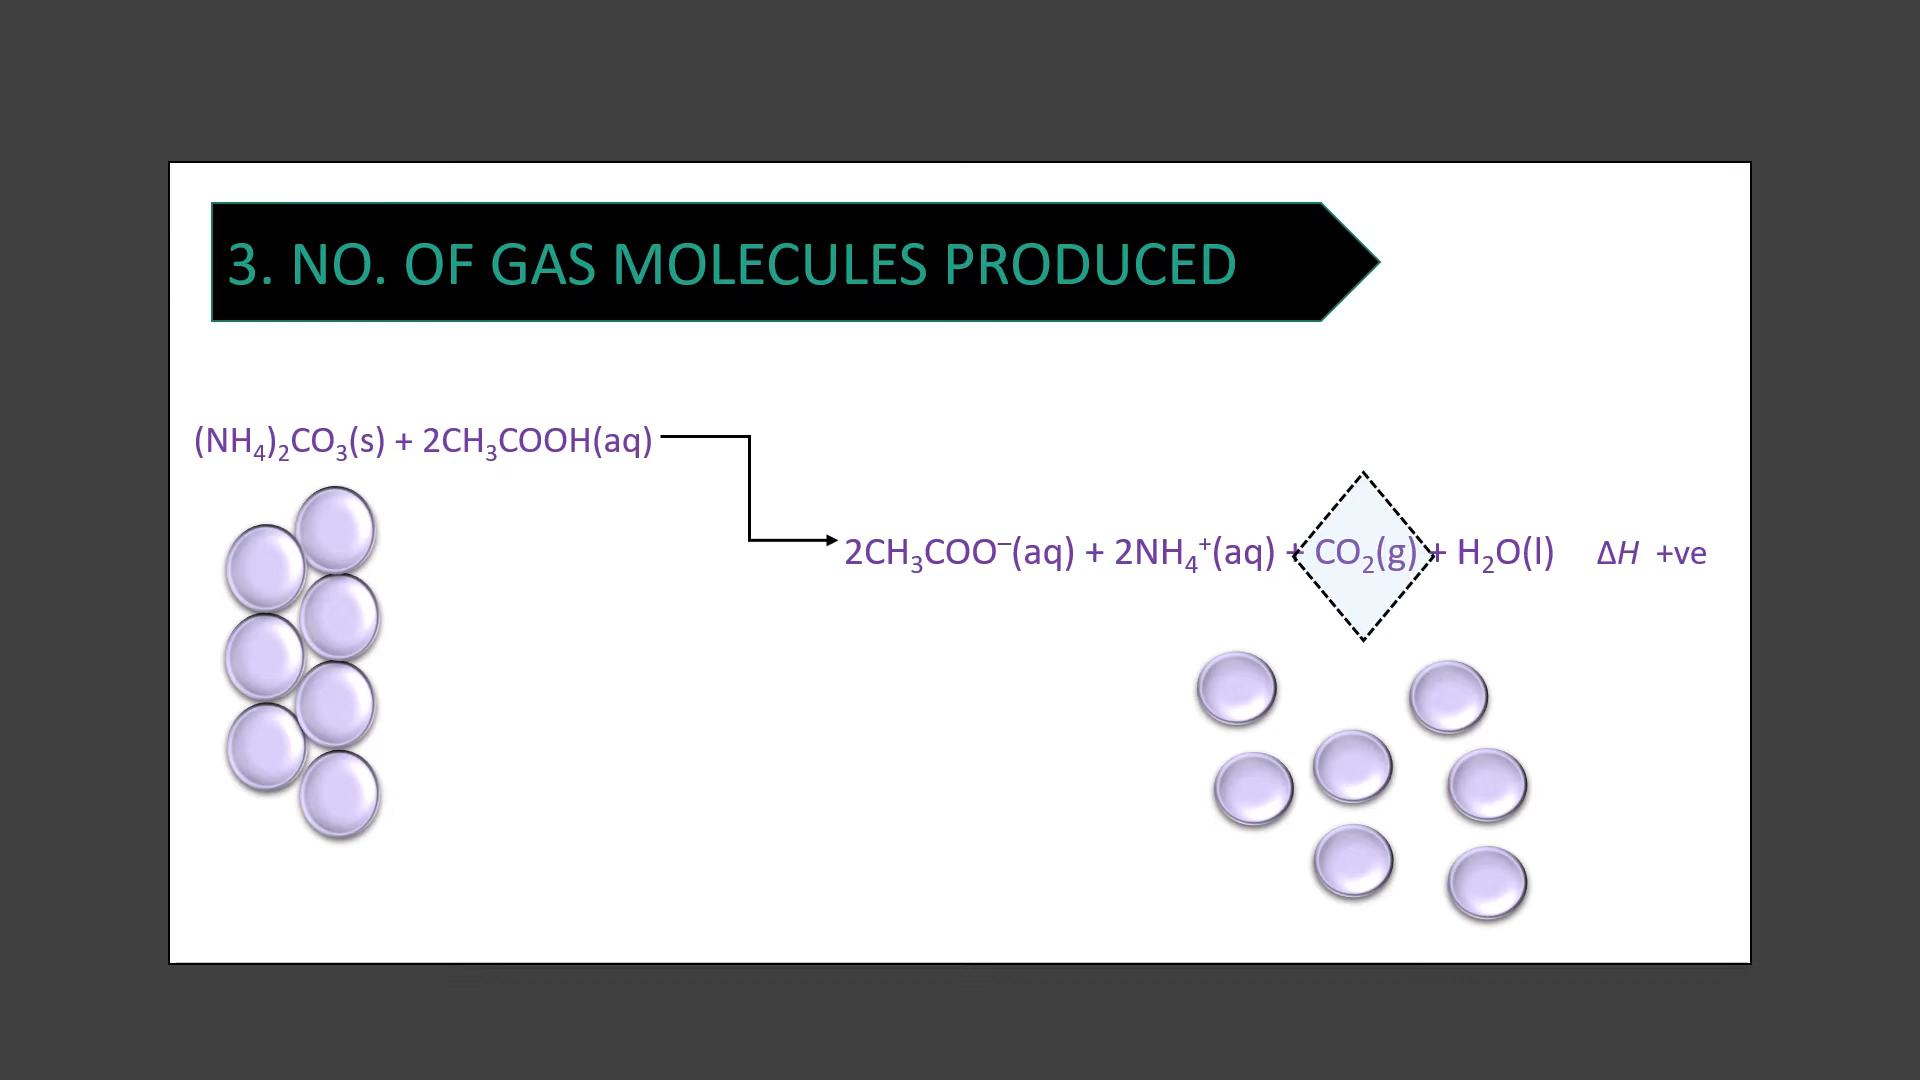 3. NO. OF GAS MOLECULES PRODUCED
(NH₄)₂CO₃(s) + 2CH₃COOH(aq)
2CH₃COO⁻(aq) + 2NH₄⁺(aq) + CO₂(g) + H₂O(l) ΔH +ve